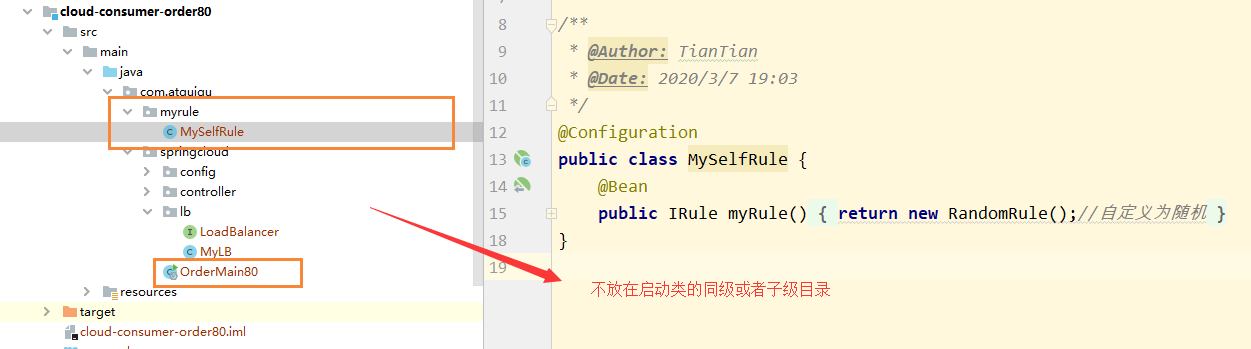 cloud-consumer-order80
src
main
java
com.atguigu
myrule
MySelfRule
springcloud
config
controller
lb
LoadBalancer
MyLB
OrderMain80
resources
target
cloud-consumer-order80.iml
8 /**
9 * @Author: TianTian
10 * @Date: 2020/3/7 19:03
11 */
12 @Configuration
13 public class MySelfRule {
14 @Bean
15 public IRule myRule() { return new RandomRule();//自定义为随机 }
18 }
19
不放在启动类的同级或者子级目录